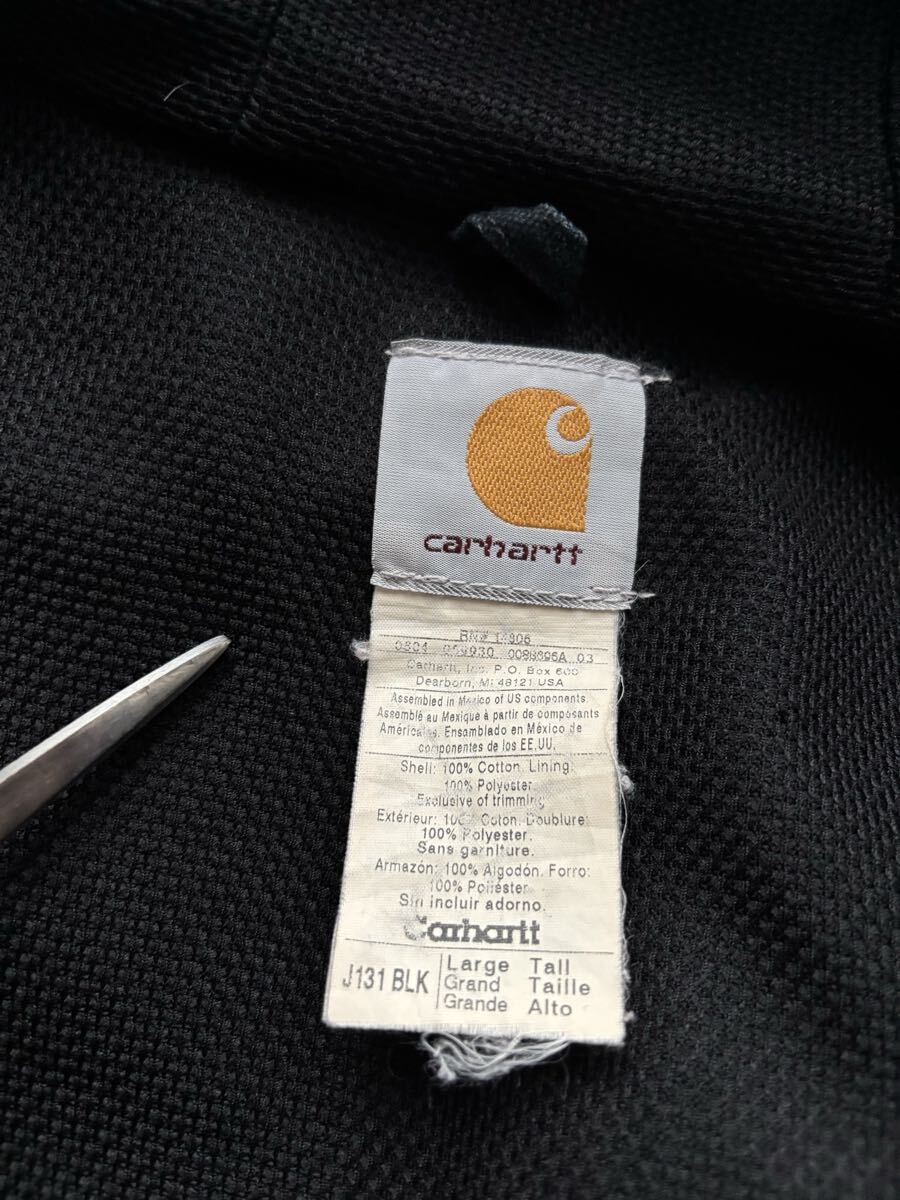 carhartt
RN# 14806
0804 03
Carhartt, Inc. P.O. Box 600
Dearborn, MI 48121 USA
Assembled in Mexico of US components
Assemblé au Mexique à partir de composants
Américains. Ensamblado en México de
componentes de los EE.UU.
Shell: 100% Cotton. Lining:
100% Polyester
Exclusive of trimming
Extérieur: 100% Coton. Doublure:
100% Polyester.
Sans garniture.
Armazón: 100% Algodón. Forro:
100% Poliéster
Sin incluir adorno.
Carhartt
J131 BLK
Large Tall
Grand Taille
Grande Alto